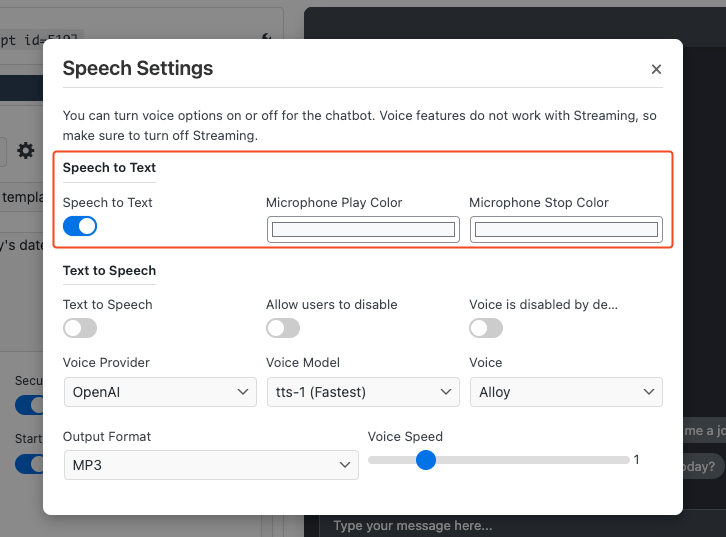 pt id=5197
Speech Settings
You can turn voice options on or off for the chatbot. Voice features do not work with Streaming, so
make sure to turn off Streaming.
Speech to Text
Speech to Text
Microphone Play Color
Microphone Stop Color
templa
y's date
Text to Speech
Text to Speech
Allow users to disable
Voice is disabled by de...
Voice Provider
Voice Model
Voice
OpenAI
tts-1 (Fastest)
Alloy
Secu
Start
Output Format
Voice Speed
MP3
1
me a jo
oday?
Type your message here...